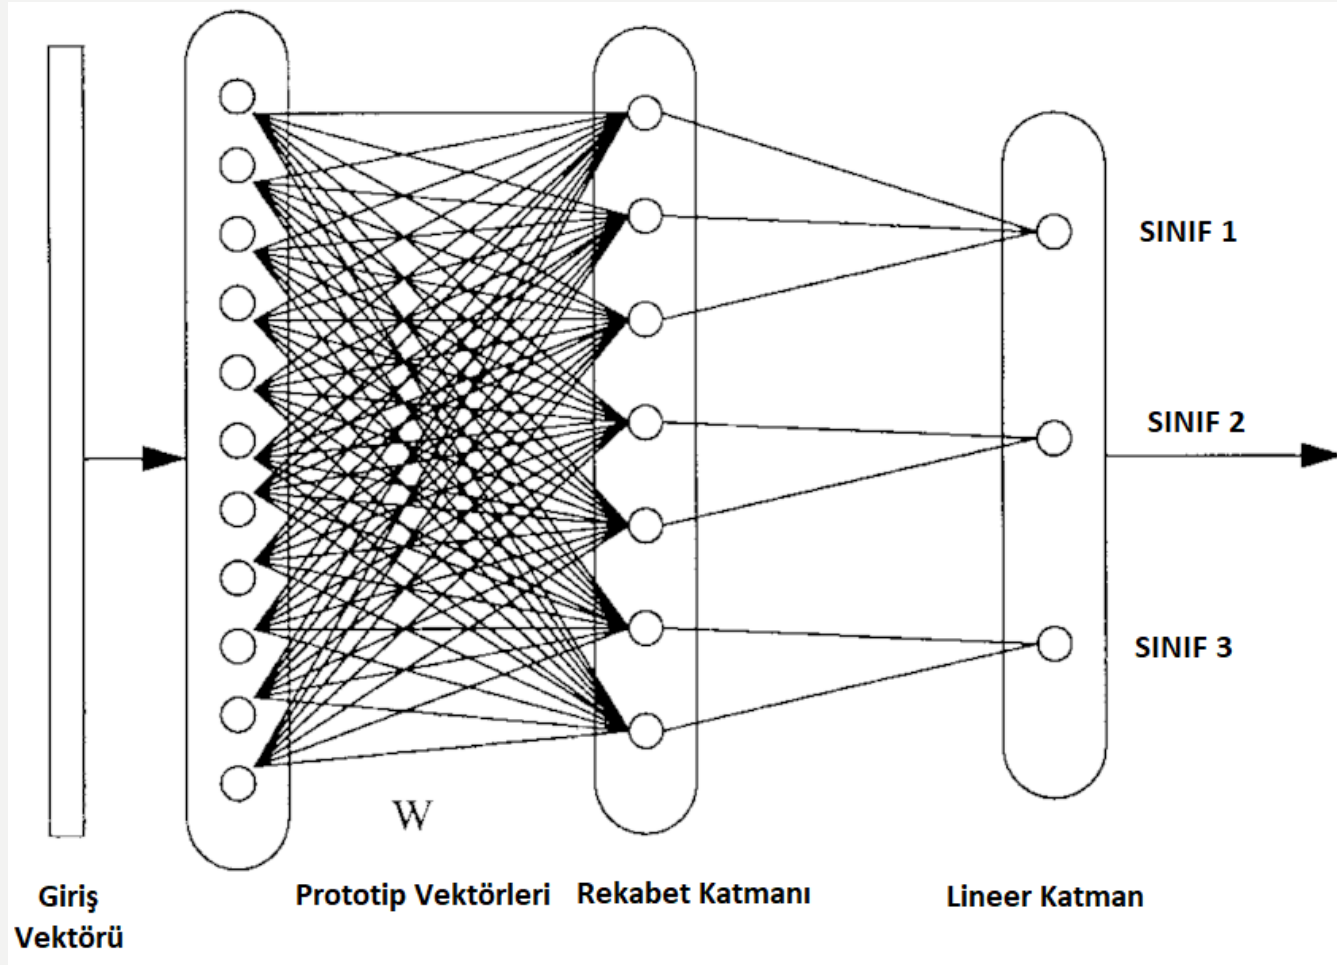 SINIF 1
SINIF 2
SINIF 3
W
Giriş
Vektörü
Prototip Vektörleri
Rekabet Katmanı
Lineer Katman